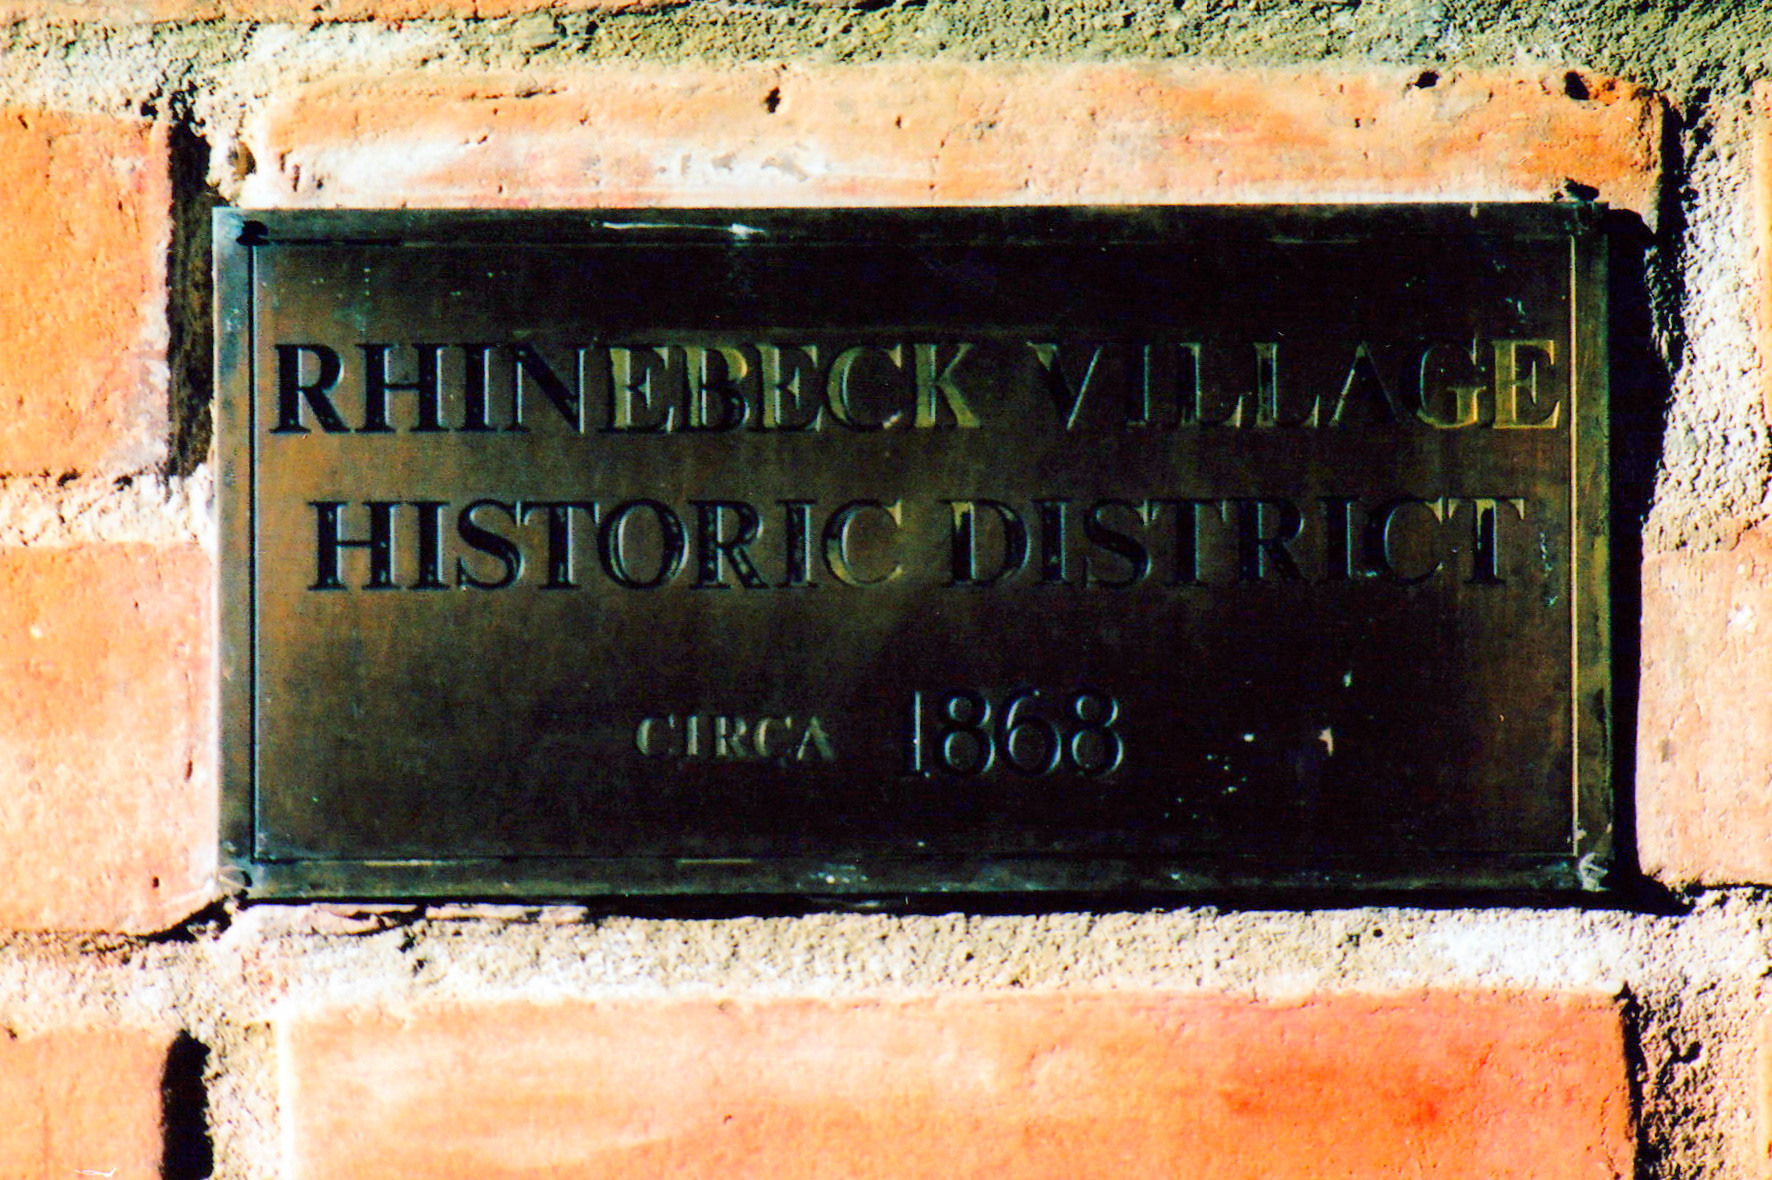 RHINEBECK VILLAGE
HISTORIC DISTRICT
CIRCA 1868